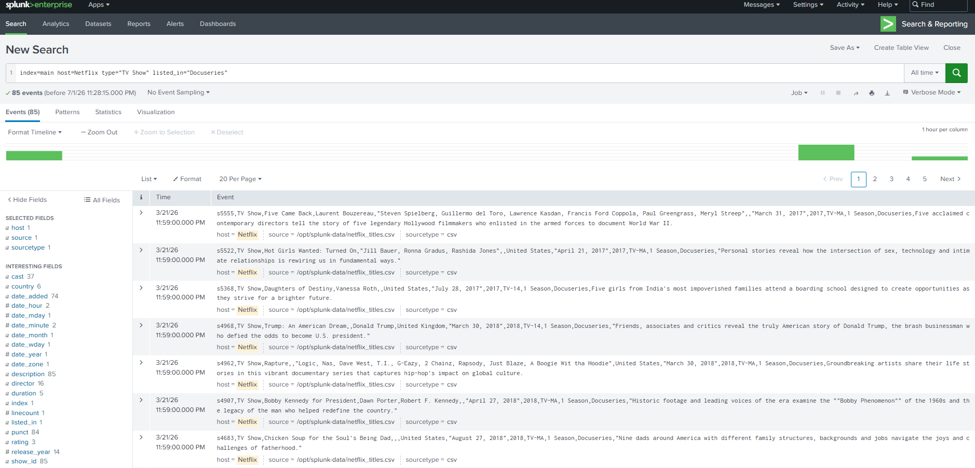 splunk>enterprise Apps ▾ Messages ▾ Settings ▾ Activity ▾ Help ▾ Find
Search Analytics Datasets Reports Alerts Dashboards > Search & Reporting
New Search Save As ▾ Create Table View Close
1 index=main host=Netflix type="TV Show" listed_in="Docuseries" All time ▾
✓ 85 events (before 7/1/26 11:28:15.000 PM) No Event Sampling ▾ Job ▾ Verbose Mode ▾
Events (85) Patterns Statistics Visualization
Format Timeline ▾ − Zoom Out + Zoom to Selection × Deselect 1 hour per column
List ▾ Format 20 Per Page ▾ < Prev 1 2 3 4 5 Next >
< Hide Fields All Fields
SELECTED FIELDS
a host 1
a source 1
a sourcetype 1
INTERESTING FIELDS
a cast 37
a country 6
a date_added 74
# date_hour 2
# date_mday 1
# date_minute 2
a date_month 1
a date_wday 1
# date_year 1
a date_zone 1
a description 85
a director 16
a duration 5
a index 1
# linecount 1
a listed_in 1
a punct 84
a rating 3
# release_year 14
a show_id 85
i Time Event
> 3/21/26
11:59:00.000 PM
s5555,TV Show,Five Came Back,Laurent Bouzereau,"Steven Spielberg, Guillermo del Toro, Lawrence Kasdan, Francis Ford Coppola, Paul Greengrass, Meryl Streep",,"March 31, 2017",2017,TV-MA,1 Season,Docuseries,Five acclaimed
contemporary directors tell the story of five legendary Hollywood filmmakers who enlisted in the armed forces to document World War II.
host = Netflix source = /opt/splunk-data/netflix_titles.csv sourcetype = csv
> 3/21/26
11:59:00.000 PM
s5522,TV Show,Hot Girls Wanted: Turned On,"Jill Bauer, Ronna Gradus, Rashida Jones",,United States,"April 21, 2017",2017,TV-MA,1 Season,Docuseries,"Personal stories reveal how the intersection of sex, technology and intim
ate relationships is rewiring us in fundamental ways."
host = Netflix source = /opt/splunk-data/netflix_titles.csv sourcetype = csv
> 3/21/26
11:59:00.000 PM
s5368,TV Show,Daughters of Destiny,Vanessa Roth,,United States,"July 28, 2017",2017,TV-14,1 Season,Docuseries,Five girls from India's most impoverished families attend a boarding school designed to create opportunities as
they strive for a brighter future.
host = Netflix source = /opt/splunk-data/netflix_titles.csv sourcetype = csv
> 3/21/26
11:59:00.000 PM
s4968,TV Show,Trump: An American Dream,,Donald Trump,United Kingdom,"March 30, 2018",2018,TV-14,1 Season,Docuseries,"Friends, associates and critics reveal the truly American story of Donald Trump, the brash businessman w
ho defied the odds to become U.S. president."
host = Netflix source = /opt/splunk-data/netflix_titles.csv sourcetype = csv
> 3/21/26
11:59:00.000 PM
s4962,TV Show,Rapture,,"Logic, Nas, Dave West, T.I., G-Eazy, 2 Chainz, Rapsody, Just Blaze, A Boogie Wit tha Hoodie",United States,"March 30, 2018",2018,TV-MA,1 Season,Docuseries,Groundbreaking artists share their life st
ories in this vibrant documentary series that captures hip-hop's impact on global culture.
host = Netflix source = /opt/splunk-data/netflix_titles.csv sourcetype = csv
> 3/21/26
11:59:00.000 PM
s4907,TV Show,Bobby Kennedy for President,Dawn Porter,Robert F. Kennedy,,"April 27, 2018",2018,TV-MA,1 Season,Docuseries,"Historic footage and leading voices of the era examine the ""Bobby Phenomenon"" of the 1960s and th
e legacy of the man who helped redefine the country."
host = Netflix source = /opt/splunk-data/netflix_titles.csv sourcetype = csv
> 3/21/26
11:59:00.000 PM
s4683,TV Show,Chicken Soup for the Soul's Being Dad,,,United States,"August 27, 2018",2018,TV-MA,1 Season,Docuseries,"Nine dads around America with different family structures, backgrounds and jobs navigate the joys and c
hallenges of fatherhood."
host = Netflix source = /opt/splunk-data/netflix_titles.csv sourcetype = csv